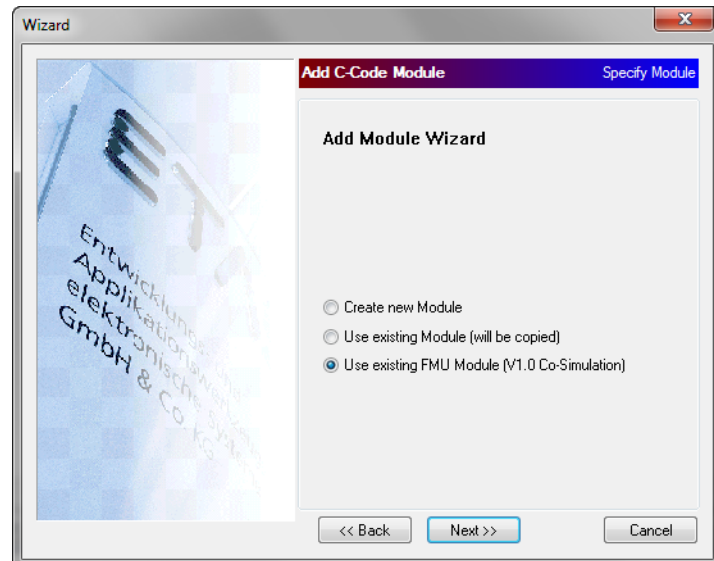 Wizard
Add C-Code Module Specify Module
Add Module Wizard
ET
Entwicklungs- und
Applikationswerkzeuge
elektronische Systeme
GmbH & Co. KG
Create new Module
Use existing Module (will be copied)
Use existing FMU Module (V1.0 Co-Simulation)
<< Back Next >> Cancel